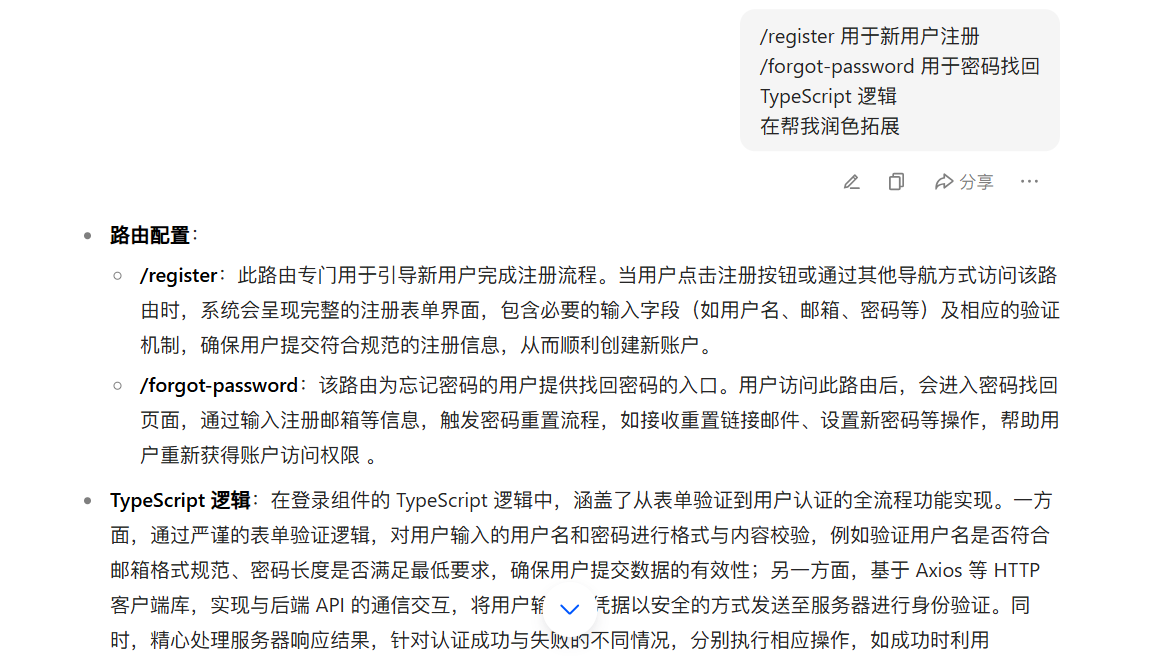 /register 用于新用户注册
/forgot-password 用于密码找回
TypeScript 逻辑
在帮我润色拓展
分享
路由配置：
/register：此路由专门用于引导新用户完成注册流程。当用户点击注册按钮或通过其他导航方式访问该路
由时，系统会呈现完整的注册表单界面，包含必要的输入字段（如用户名、邮箱、密码等）及相应的验证
机制，确保用户提交符合规范的注册信息，从而顺利创建新账户。
/forgot-password：该路由为忘记密码的用户提供找回密码的入口。用户访问此路由后，会进入密码找回
页面，通过输入注册邮箱等信息，触发密码重置流程，如接收重置链接邮件、设置新密码等操作，帮助用
户重新获得账户访问权限 。
TypeScript 逻辑：在登录组件的 TypeScript 逻辑中，涵盖了从表单验证到用户认证的全流程功能实现。一方
面，通过严谨的表单验证逻辑，对用户输入的用户名和密码进行格式与内容校验，例如验证用户名是否符合
邮箱格式规范、密码长度是否满足最低要求，确保用户提交数据的有效性；另一方面，基于 Axios 等 HTTP
客户端库，实现与后端 API 的通信交互，将用户输 凭据以安全的方式发送至服务器进行身份验证。同
时，精心处理服务器响应结果，针对认证成功与失败的不同情况，分别执行相应操作，如成功时利用